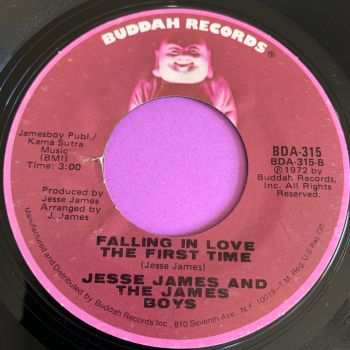 BUDDAH RECORDS®
Jamesboy Publ./
Kama Sutra
Music
(BMI)
Time: 3:00
Produced by
Jesse James
Arranged by
J. James
BDA-315
BDA-315-B
℗ 1972 by
Buddah Records,
Inc. All Rights
Reserved.
FALLING IN LOVE
THE FIRST TIME
(Jesse James)
JESSE JAMES AND
THE JAMES
BOYS
Manufactured and Distributed by Buddah Records Inc., 810 Seventh Ave., N.Y. 10019–T.M. Reg. U.S. Pat. Off.